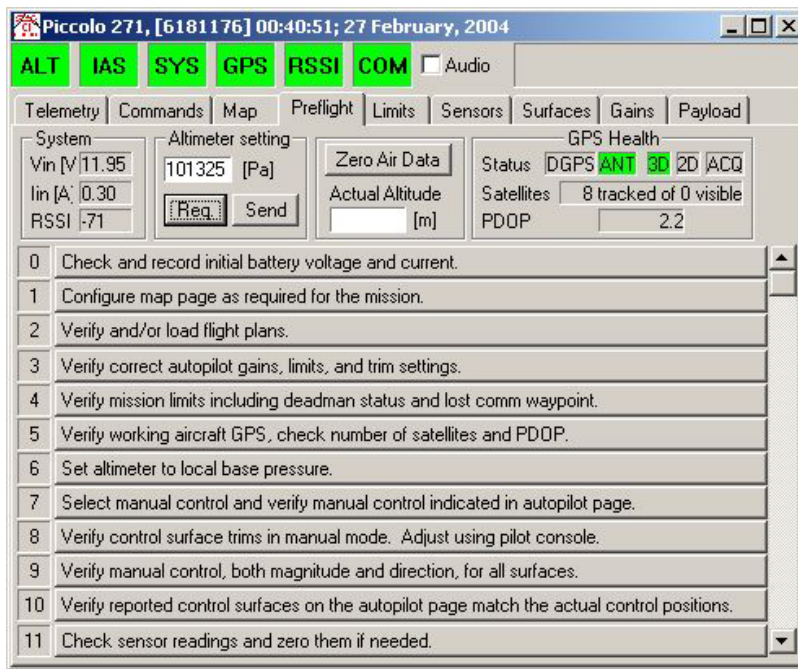 Piccolo 271, [6181176] 00:40:51; 27 February, 2004
ALT IAS SYS GPS RSSI COM Audio
Telemetry Commands Map Preflight Limits Sensors Surfaces Gains Payload
System Altimeter setting GPS Health
Vin [V 11.95 101325 [Pa] Zero Air Data Status DGPS ANT 3D 2D ACQ
Iin [A] 0.30 Req. Send Actual Altitude Satellites 8 tracked of 0 visible
RSSI -71 [m] PDOP 2.2
0 Check and record initial battery voltage and current.
1 Configure map page as required for the mission.
2 Verify and/or load flight plans.
3 Verify correct autopilot gains, limits, and trim settings.
4 Verify mission limits including deadman status and lost comm waypoint.
5 Verify working aircraft GPS, check number of satellites and PDOP.
6 Set altimeter to local base pressure.
7 Select manual control and verify manual control indicated in autopilot page.
8 Verify control surface trims in manual mode. Adjust using pilot console.
9 Verify manual control, both magnitude and direction, for all surfaces.
10 Verify reported control surfaces on the autopilot page match the actual control positions.
11 Check sensor readings and zero them if needed.